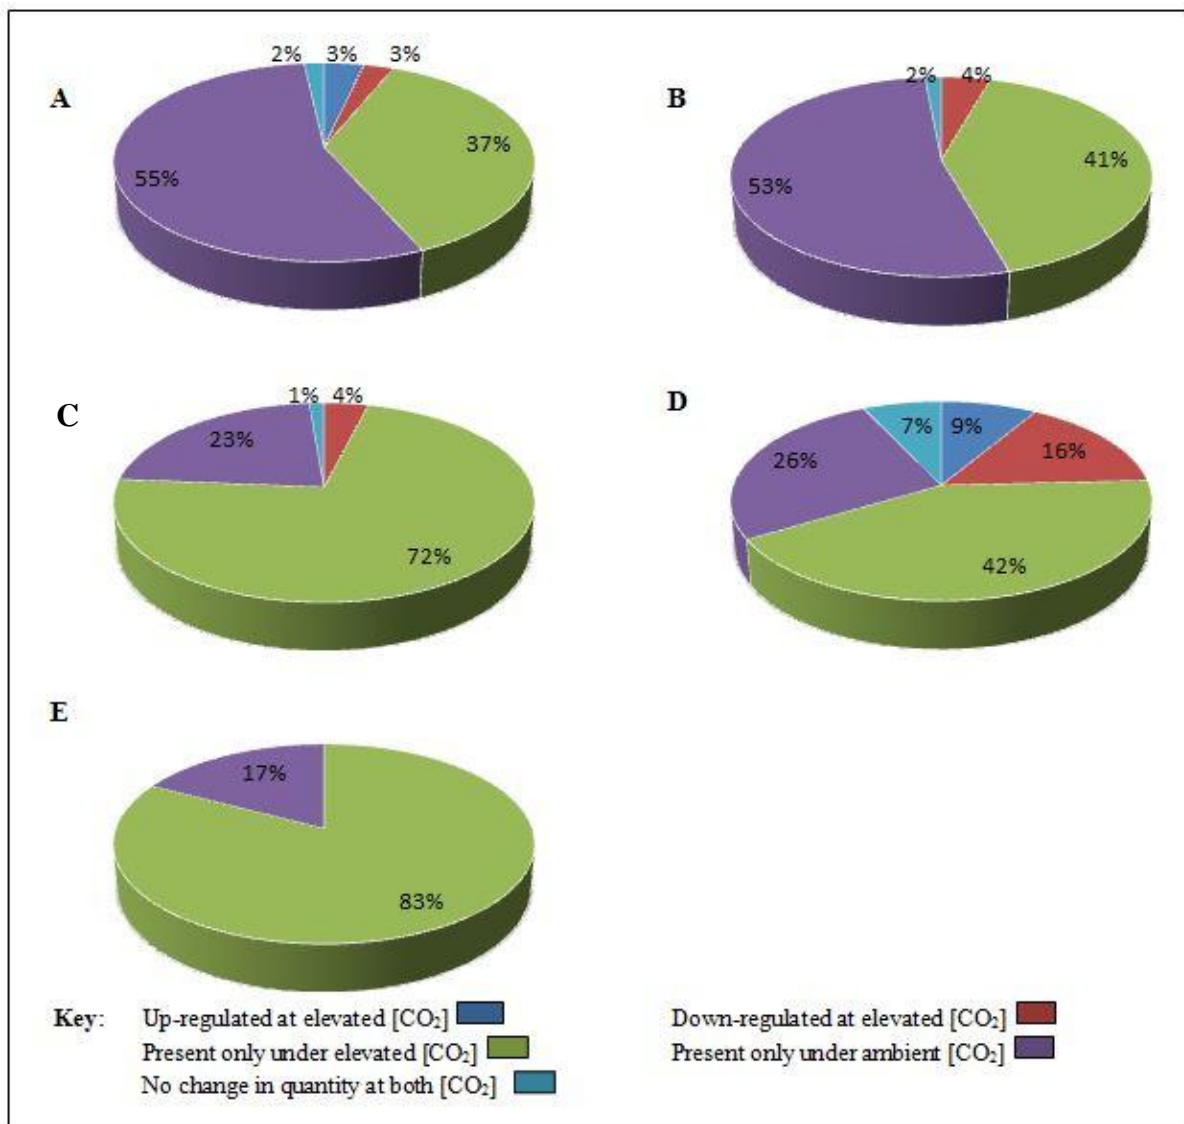 2% 3% 3%
A
37%
55%
2% 4%
B
41%
53%
1% 4%
C
23%
72%
D
7% 9%
16%
26%
42%
E
17%
83%
Key: Up-regulated at elevated [CO₂]
Down-regulated at elevated [CO₂]
Present only under elevated [CO₂]
Present only under ambient [CO₂]
No change in quantity at both [CO₂]